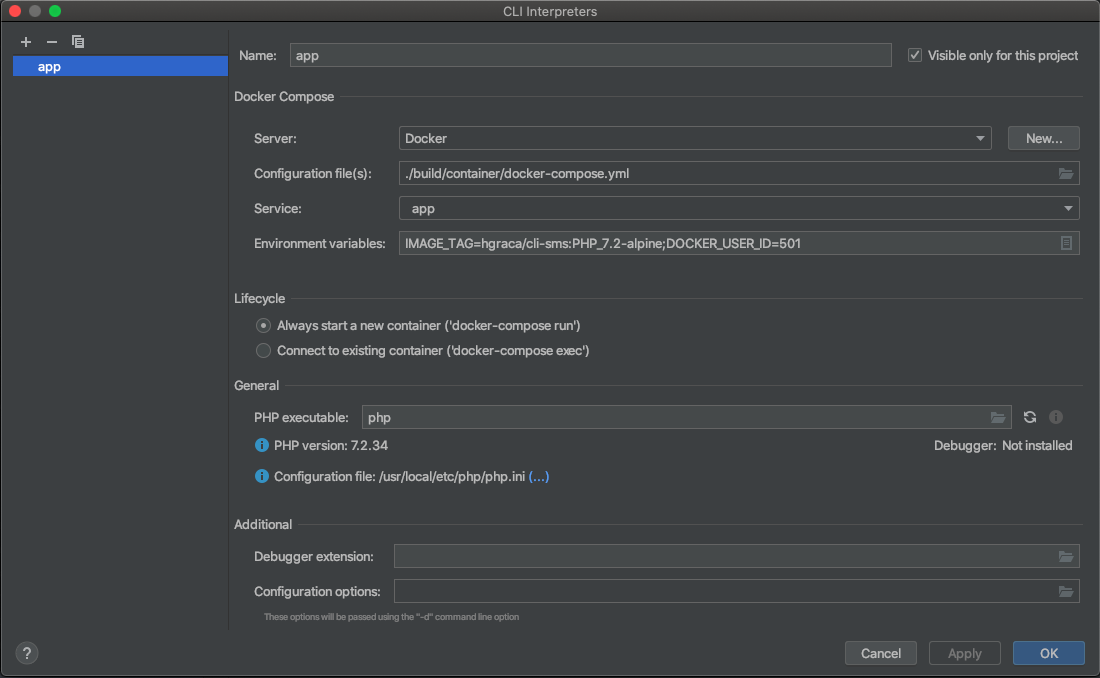 CLI Interpreters
app
Name: app Visible only for this project
Docker Compose
Server: Docker New...
Configuration file(s): ./build/container/docker-compose.yml
Service: app
Environment variables: IMAGE_TAG=hgraca/cli-sms:PHP_7.2-alpine;DOCKER_USER_ID=501
Lifecycle
Always start a new container ('docker-compose run')
Connect to existing container ('docker-compose exec')
General
PHP executable: php
PHP version: 7.2.34 Debugger: Not installed
Configuration file: /usr/local/etc/php/php.ini (...)
Additional
Debugger extension:
Configuration options:
These options will be passed using the "-d" command line option
? Cancel Apply OK